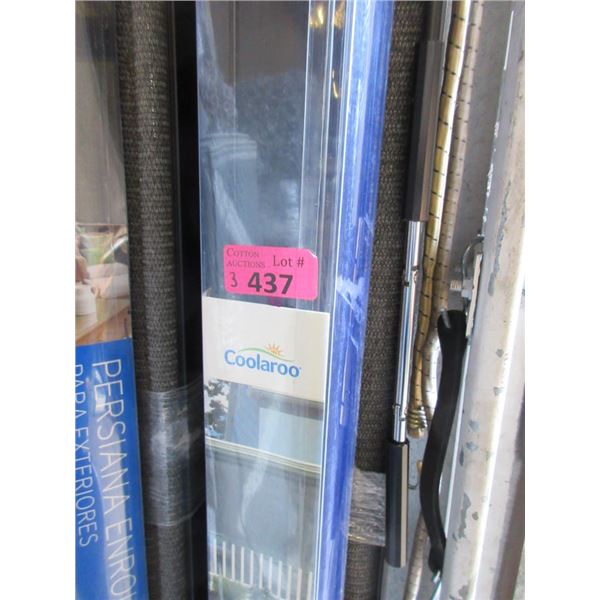 COTTON
AUCTIONS Lot #
3 437
Coolaroo
PERSIANA ENRO
PARA EXTERIORES